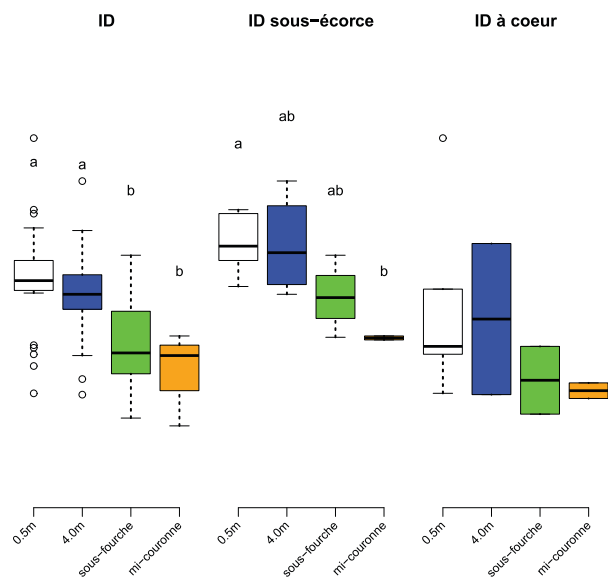 ID
ID sous−écorce
ID à coeur
ab
a
a
a
b
ab
b
b
0.5m
4.0m
sous−fourche
mi−couronne
0.5m
4.0m
sous−fourche
mi−couronne
0.5m
4.0m
sous−fourche
mi−couronne